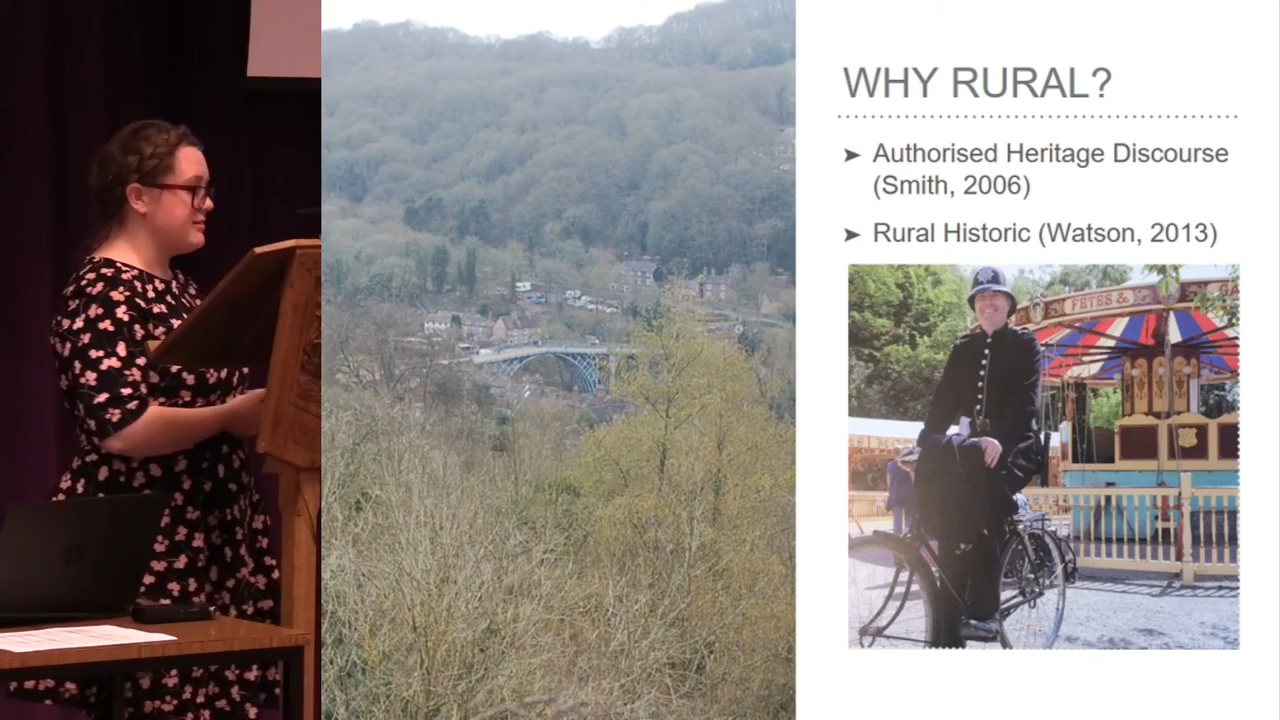 WHY RURAL?
➤ Authorised Heritage Discourse
(Smith, 2006)
➤ Rural Historic (Watson, 2013)
FETES &